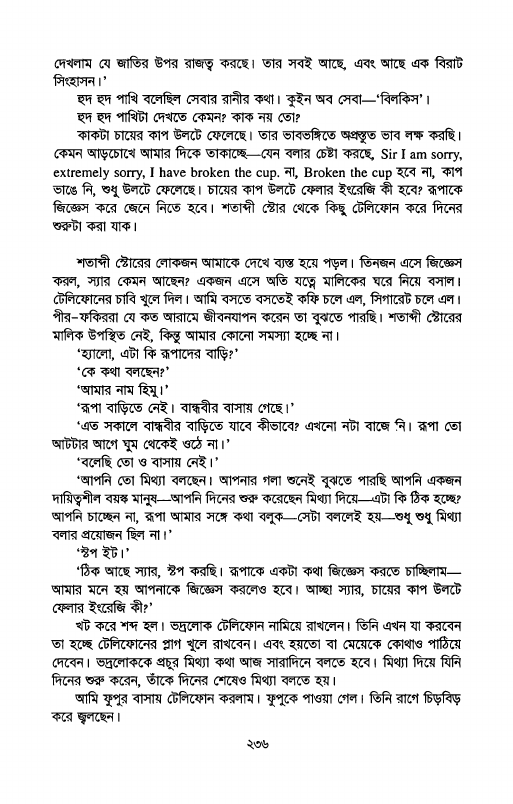 দেখলাম যে জাতির উপর রাজত্ব করছে। তার সবই আছে, এবং আছে এক বিরাট
সিংহাসন।’
হুদ হুদ পাখি বলেছিল সেবার রানীর কথা। কুইন অব সেবা—‘বিলকিস’।
হুদ হুদ পাখিটা দেখতে কেমন? কাক নয় তো?
কাকটা চায়ের কাপ উলটে ফেলেছে। তার ভাবভঙ্গিতে অপ্রস্তুত ভাব লক্ষ করছি।
কেমন আড়চোখে আমার দিকে তাকাচ্ছে—যেন বলার চেষ্টা করছে, Sir I am sorry,
extremely sorry, I have broken the cup. না, Broken the cup হবে না, কাপ
ভাঙে নি, শুধু উলটে ফেলেছে। চায়ের কাপ উলটে ফেলার ইংরেজি কী হবে? রূপাকে
জিজ্ঞেস করে জেনে নিতে হবে। শতাব্দী স্টোর থেকে কিছু টেলিফোন করে দিনের
শুরুটা করা যাক।
শতাব্দী স্টোরের লোকজন আমাকে দেখে ব্যস্ত হয়ে পড়ল। তিনজন এসে জিজ্ঞেস
করল, স্যার কেমন আছেন? একজন এসে অতি যত্নে মালিকের ঘরে নিয়ে বসাল।
টেলিফোনের চাবি খুলে দিল। আমি বসতে বসতেই কফি চলে এল, সিগারেট চলে এল।
পীর-ফকিররা যে কত আরামে জীবনযাপন করেন তা বুঝতে পারছি। শতাব্দী স্টোরের
মালিক উপস্থিত নেই, কিন্তু আমার কোনো সমস্যা হচ্ছে না।
‘হ্যালো, এটা কি রূপাদের বাড়ি?’
‘কে কথা বলছেন?’
‘আমার নাম হিমু।’
‘রূপা বাড়িতে নেই। বান্ধবীর বাসায় গেছে।’
‘এত সকালে বান্ধবীর বাড়িতে যাবে কীভাবে? এখনো নটা বাজে নি। রূপা তো
আটটার আগে ঘুম থেকেই ওঠে না।’
‘বলেছি তো ও বাসায় নেই।’
‘আপনি তো মিথ্যা বলছেন। আপনার গলা শুনেই বুঝতে পারছি আপনি একজন
দায়িত্বশীল বয়স্ক মানুষ—আপনি দিনের শুরু করেছেন মিথ্যা দিয়ে—এটা কি ঠিক হচ্ছে?
আপনি চাচ্ছেন না, রূপা আমার সঙ্গে কথা বলুক—সেটা বললেই হয়—শুধু শুধু মিথ্যা
বলার প্রয়োজন ছিল না।’
‘স্টপ ইট।’
‘ঠিক আছে স্যার, স্টপ করছি। রূপাকে একটা কথা জিজ্ঞেস করতে চাচ্ছিলাম—
আমার মনে হয় আপনাকে জিজ্ঞেস করলেও হবে। আচ্ছা স্যার, চায়ের কাপ উলটে
ফেলার ইংরেজি কী?’
খট করে শব্দ হল। ভদ্রলোক টেলিফোন নামিয়ে রাখলেন। তিনি এখন যা করবেন
তা হচ্ছে টেলিফোনের প্লাগ খুলে রাখবেন। এবং হয়তো বা মেয়েকে কোথাও পাঠিয়ে
দেবেন। ভদ্রলোককে প্রচুর মিথ্যা কথা আজ সারাদিনে বলতে হবে। মিথ্যা দিয়ে যিনি
দিনের শুরু করেন, তাঁকে দিনের শেষেও মিথ্যা বলতে হয়।
আমি ফুপুর বাসায় টেলিফোন করলাম। ফুপুকে পাওয়া গেল। তিনি রাগে চিড়বিড়
করে জ্বলছেন।
২৩৬